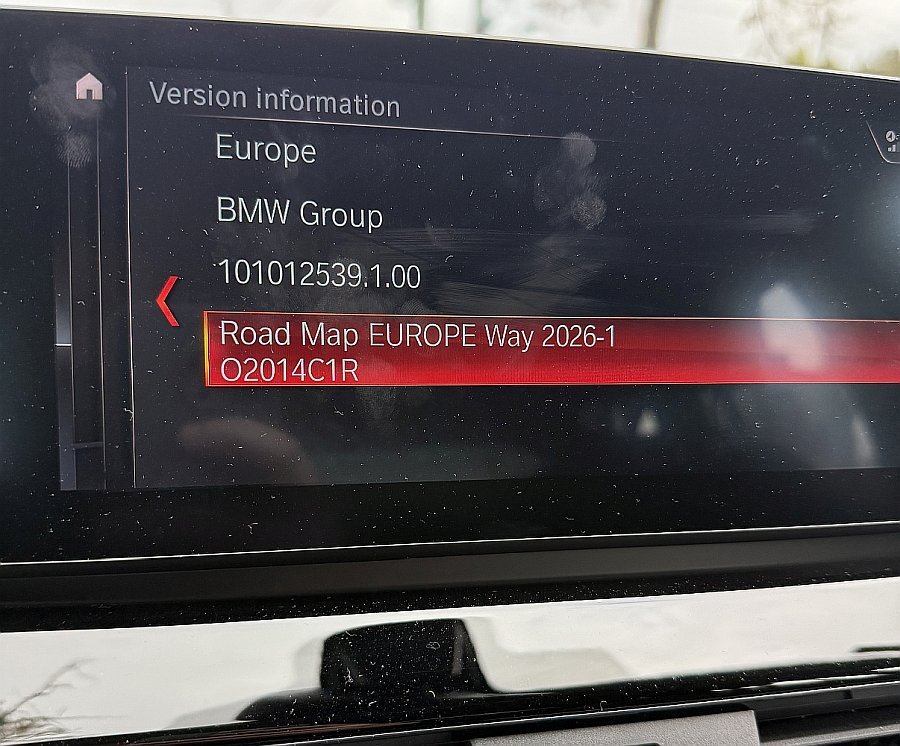 Version information
Europe
BMW Group
101012539.1.00
Road Map EUROPE Way 2026-1
O2014C1R